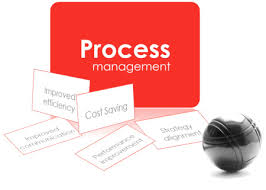 Process
management
Improved
efficiency
Cost Saving
Improved
communication
Performance
improvement
Strategy
alignment